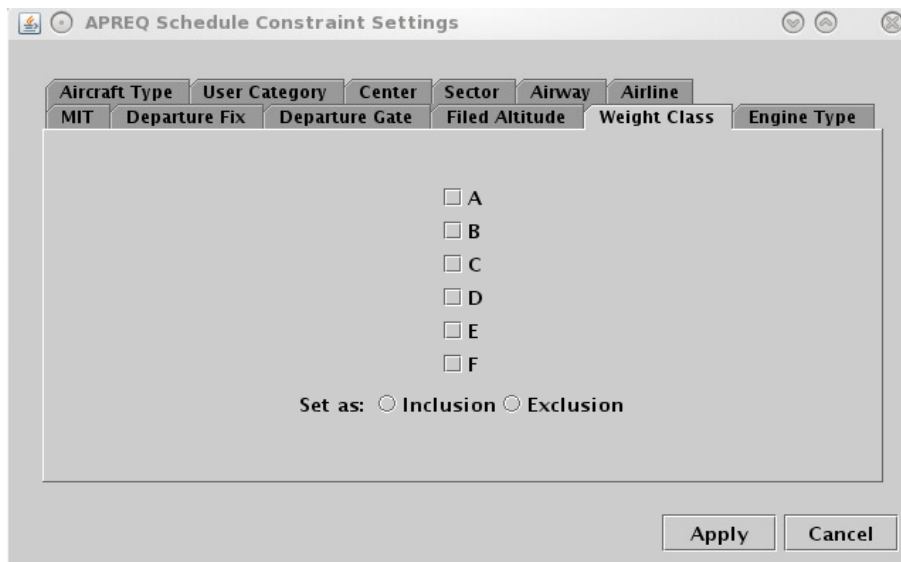 APREQ Schedule Constraint Settings
Aircraft Type User Category Center Sector Airway Airline
MIT Departure Fix Departure Gate Filed Altitude Weight Class Engine Type
A
B
C
D
E
F
Set as: Inclusion Exclusion
Apply Cancel